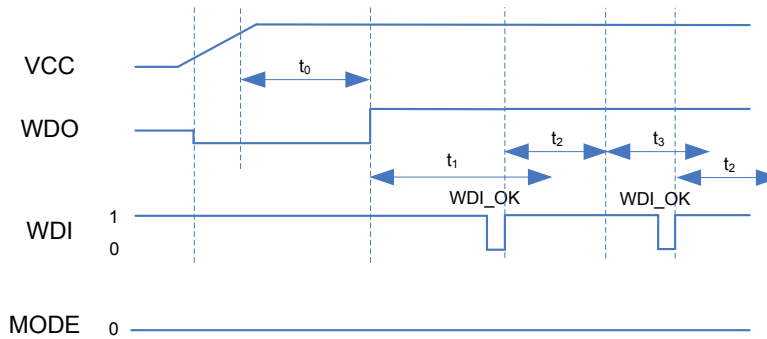 VCC
t₀
WDO
t₂
t₃
t₁
t₂
WDI_OK
WDI_OK
1
WDI
0
MODE
0